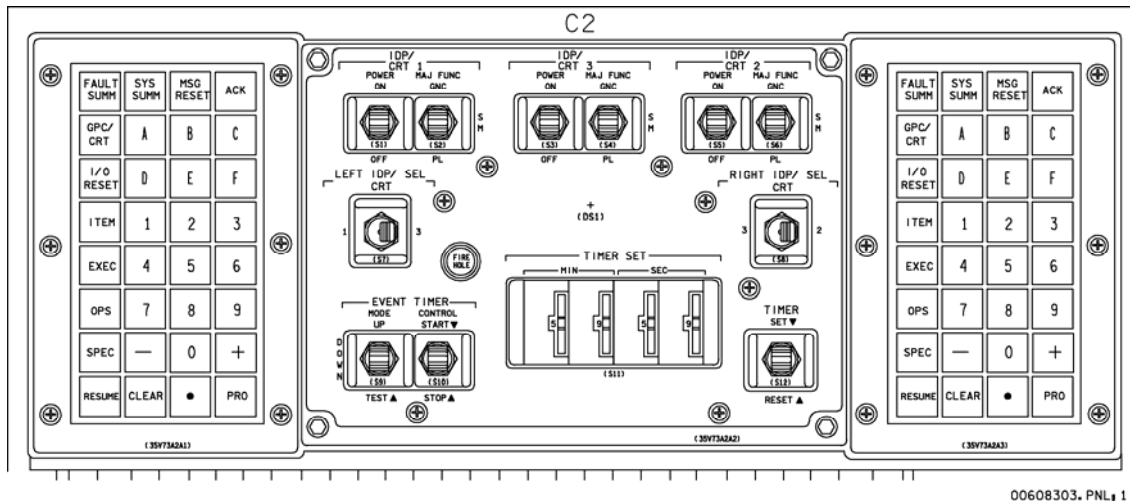 C2
FAULT SUMM
SYS SUMM
MSG RESET
ACK
GPC/ CRT
A
B
C
I/O RESET
D
E
F
ITEM
1
2
3
EXEC
4
5
6
OPS
7
8
9
SPEC
—
0
+
RESUME
CLEAR
•
PRO
(35V73A2A1)
IDP/
CRT 1
POWER
MAJ FUNC
ON
GNC
(S1)
(S2)
S
M
OFF
PL
IDP/
CRT 3
POWER
MAJ FUNC
ON
GNC
(S3)
(S4)
S
M
OFF
PL
IDP/
CRT 2
POWER
MAJ FUNC
ON
GNC
(S5)
(S6)
S
M
OFF
PL
LEFT IDP/ SEL
CRT
1
3
(S7)
+
(DS1)
RIGHT IDP/ SEL
CRT
3
2
(S8)
FIRE
HOLE
TIMER SET
MIN
SEC
5
9
5
9
(S11)
EVENT TIMER
MODE
CONTROL
UP
START▼
D
O
W
N
(S9)
(S10)
TEST▲
STOP▲
TIMER
SET▼
(S12)
RESET▲
(35V73A2A2)
FAULT SUMM
SYS SUMM
MSG RESET
ACK
GPC/ CRT
A
B
C
I/O RESET
D
E
F
ITEM
1
2
3
EXEC
4
5
6
OPS
7
8
9
SPEC
—
0
+
RESUME
CLEAR
•
PRO
(35V73A2A3)
00608303.PNL; 1